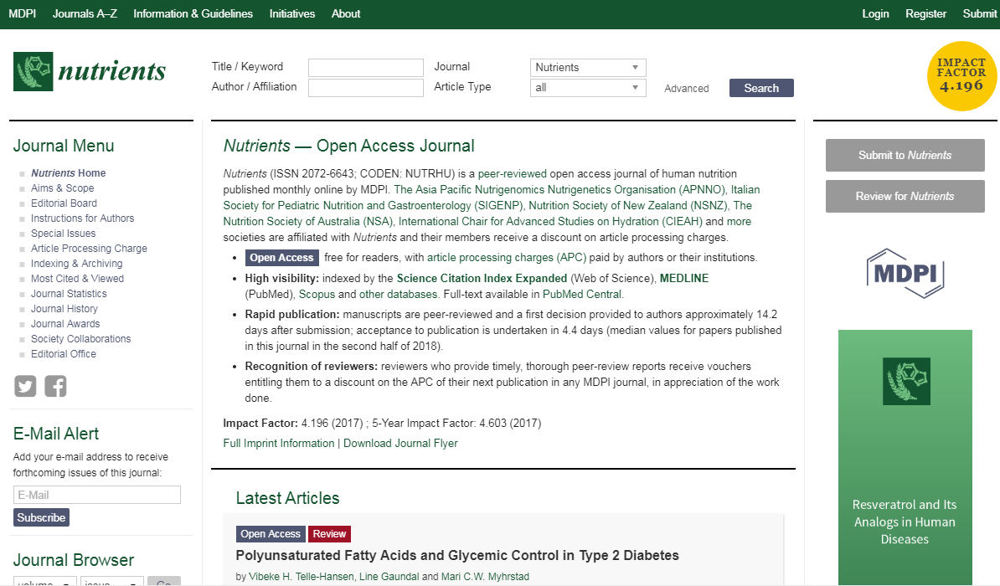 MDPI Journals A–Z Information & Guidelines Initiatives About Login Register Submit
nutrients
Title / Keyword
Author / Affiliation
Journal Nutrients
Article Type all
Advanced
Search
IMPACT
FACTOR
4.196
Journal Menu
Nutrients Home
Aims & Scope
Editorial Board
Instructions for Authors
Special Issues
Article Processing Charge
Indexing & Archiving
Most Cited & Viewed
Journal Statistics
Journal History
Journal Awards
Society Collaborations
Editorial Office
E-Mail Alert
Add your e-mail address to receive
forthcoming issues of this journal:
E-Mail
Subscribe
Journal Browser
volume issue Go
Nutrients — Open Access Journal
Nutrients (ISSN 2072-6643; CODEN: NUTRHU) is a peer-reviewed open access journal of human nutrition
published monthly online by MDPI. The Asia Pacific Nutrigenomics Nutrigenetics Organisation (APNNO), Italian
Society for Pediatric Nutrition and Gastroenterology (SIGENP), Nutrition Society of New Zealand (NSNZ), The
Nutrition Society of Australia (NSA), International Chair for Advanced Studies on Hydration (CIEAH) and more
societies are affiliated with Nutrients and their members receive a discount on article processing charges.
Open Access free for readers, with article processing charges (APC) paid by authors or their institutions.
High visibility: indexed by the Science Citation Index Expanded (Web of Science), MEDLINE
(PubMed), Scopus and other databases. Full-text available in PubMed Central.
Rapid publication: manuscripts are peer-reviewed and a first decision provided to authors approximately 14.2
days after submission; acceptance to publication is undertaken in 4.4 days (median values for papers published
in this journal in the second half of 2018).
Recognition of reviewers: reviewers who provide timely, thorough peer-review reports receive vouchers
entitling them to a discount on the APC of their next publication in any MDPI journal, in appreciation of the work
done.
Impact Factor: 4.196 (2017) ; 5-Year Impact Factor: 4.603 (2017)
Full Imprint Information | Download Journal Flyer
Latest Articles
Open Access Review
Polyunsaturated Fatty Acids and Glycemic Control in Type 2 Diabetes
by Vibeke H. Telle-Hansen, Line Gaundal and Mari C.W. Myhrstad
Submit to Nutrients
Review for Nutrients
MDPI
Resveratrol and Its
Analogs in Human
Diseases